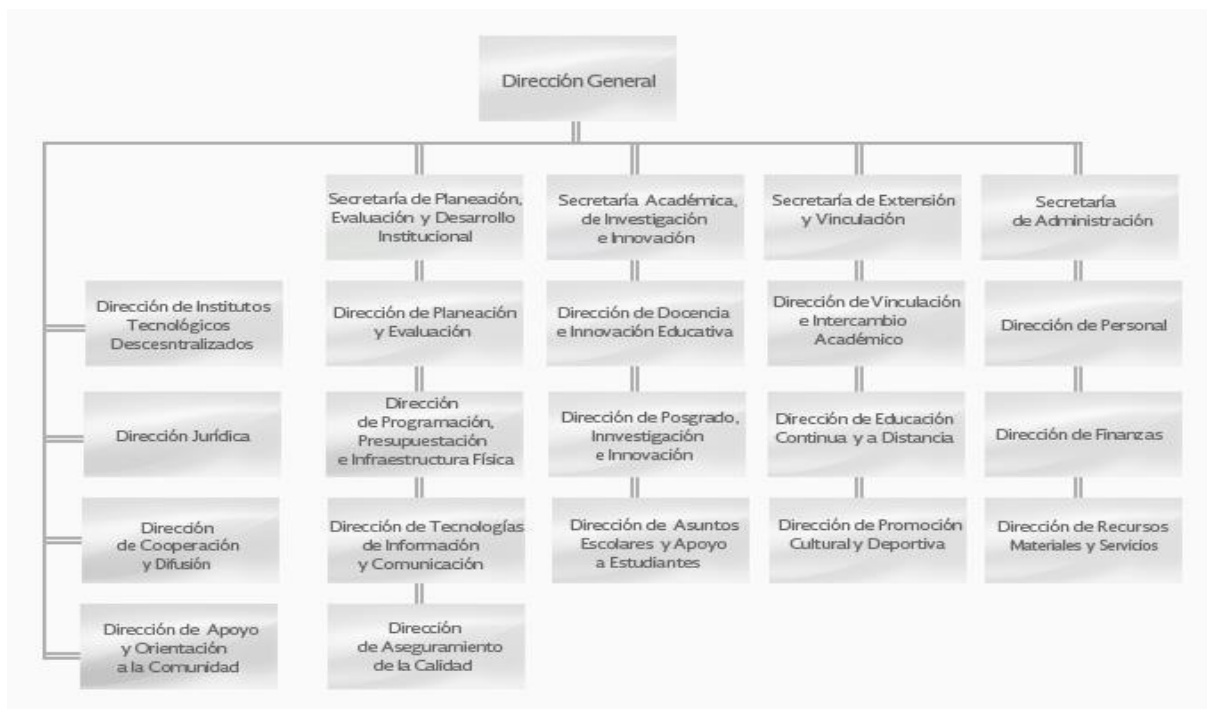 Dirección General
Secretaría de Planeación,
Evaluación y Desarrollo
Institucional
Secretaría Académica,
de Investigación
e Innovación
Secretaría de Extensión
y Vinculación
Secretaría
de Administración
Dirección de Institutos
Tecnológicos
Descesntralizados
Dirección de Planeación
y Evaluación
Dirección de Docencia
e Innovación Educativa
Dirección de Vinculación
e Intercambio
Académico
Dirección de Personal
Dirección Jurídica
Dirección
de Programación,
Presupuestación
e Infraestructura Física
Dirección de Posgrado,
Innvestigación
e Innovación
Dirección de Educación
Continua y a Distancia
Dirección de Finanzas
Dirección
de Cooperación
y Difusión
Dirección de Tecnologías
de Información
y Comunicación
Dirección de Asuntos
Escolares y Apoyo
a Estudiantes
Dirección de Promoción
Cultural y Deportiva
Dirección de Recursos
Materiales y Servicios
Dirección de Apoyo
y Orientación
a la Comunidad
Dirección
de Aseguramiento
de la Calidad